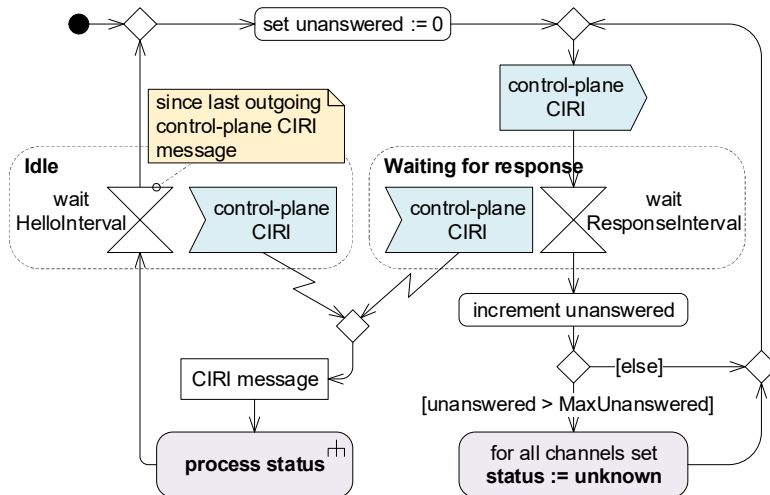 set unanswered := 0
since last outgoing
control-plane CIRI
message
control-plane
CIRI
Idle
wait
HelloInterval
control-plane
CIRI
Waiting for response
control-plane
CIRI
wait
ResponseInterval
increment unanswered
[else]
CIRI message
[unanswered > MaxUnanswered]
process status
for all channels set
status := unknown